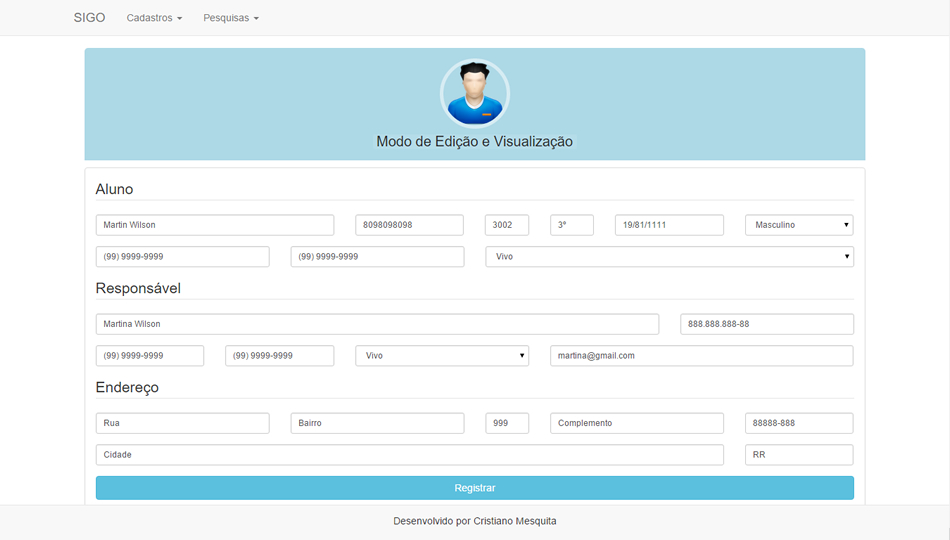 SIGO Cadastros Pesquisas
Modo de Edição e Visualização
Aluno
Martin Wilson 8098098098 3002 3ª 19/81/1111 Masculino
(99) 9999-9999 (99) 9999-9999 Vivo
Responsável
Martina Wilson 888.888.888-88
(99) 9999-9999 (99) 9999-9999 Vivo martina@gmail.com
Endereço
Rua Bairro 999 Complemento 88888-888
Cidade RR
Registrar
Desenvolvido por Cristiano Mesquita